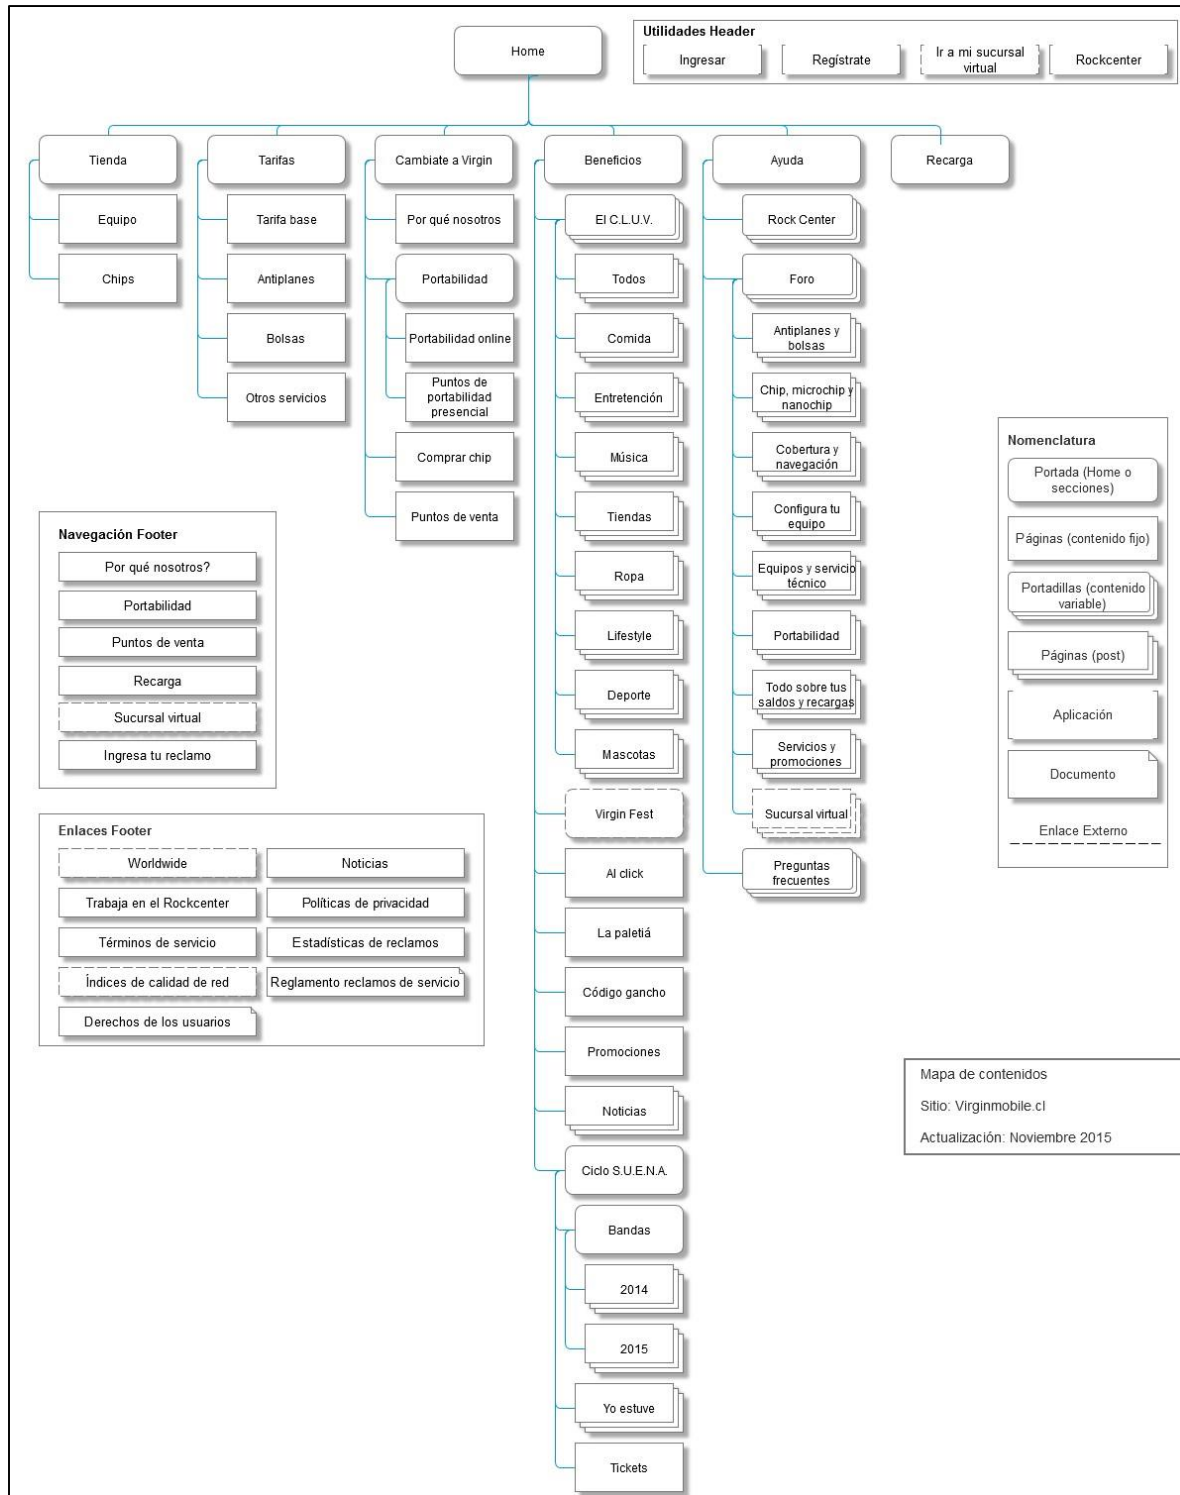 Home
Utilidades Header
Ingresar
Regístrate
Ir a mi sucursal
virtual
Rockcenter
Tienda
Equipo
Chips
Tarifas
Tarifa base
Antiplanes
Bolsas
Otros servicios
Cambiate a Virgin
Por qué nosotros
Portabilidad
Portabilidad online
Puntos de
portabilidad
presencial
Comprar chip
Puntos de venta
Beneficios
El C.L.U.V.
Todos
Comida
Entretención
Música
Tiendas
Ropa
Lifestyle
Deporte
Mascotas
Virgin Fest
Al click
La paletiá
Código gancho
Promociones
Noticias
Ciclo S.U.E.N.A.
Bandas
2014
2015
Yo estuve
Tickets
Ayuda
Rock Center
Foro
Antiplanes y
bolsas
Chip, microchip y
nanochip
Cobertura y
navegación
Configura tu
equipo
Equipos y servicio
técnico
Portabilidad
Todo sobre tus
saldos y recargas
Servicios y
promociones
Sucursal virtual
Preguntas
frecuentes
Recarga
Navegación Footer
Por qué nosotros?
Portabilidad
Puntos de venta
Recarga
Sucursal virtual
Ingresa tu reclamo
Enlaces Footer
Worldwide
Noticias
Trabaja en el Rockcenter
Políticas de privacidad
Términos de servicio
Estadísticas de reclamos
Índices de calidad de red
Reglamento reclamos de servicio
Derechos de los usuarios
Nomenclatura
Portada (Home o
secciones)
Páginas (contenido fijo)
Portadillas (contenido
variable)
Páginas (post)
Aplicación
Documento
Enlace Externo
Mapa de contenidos
Sitio: Virginmobile.cl
Actualización: Noviembre 2015